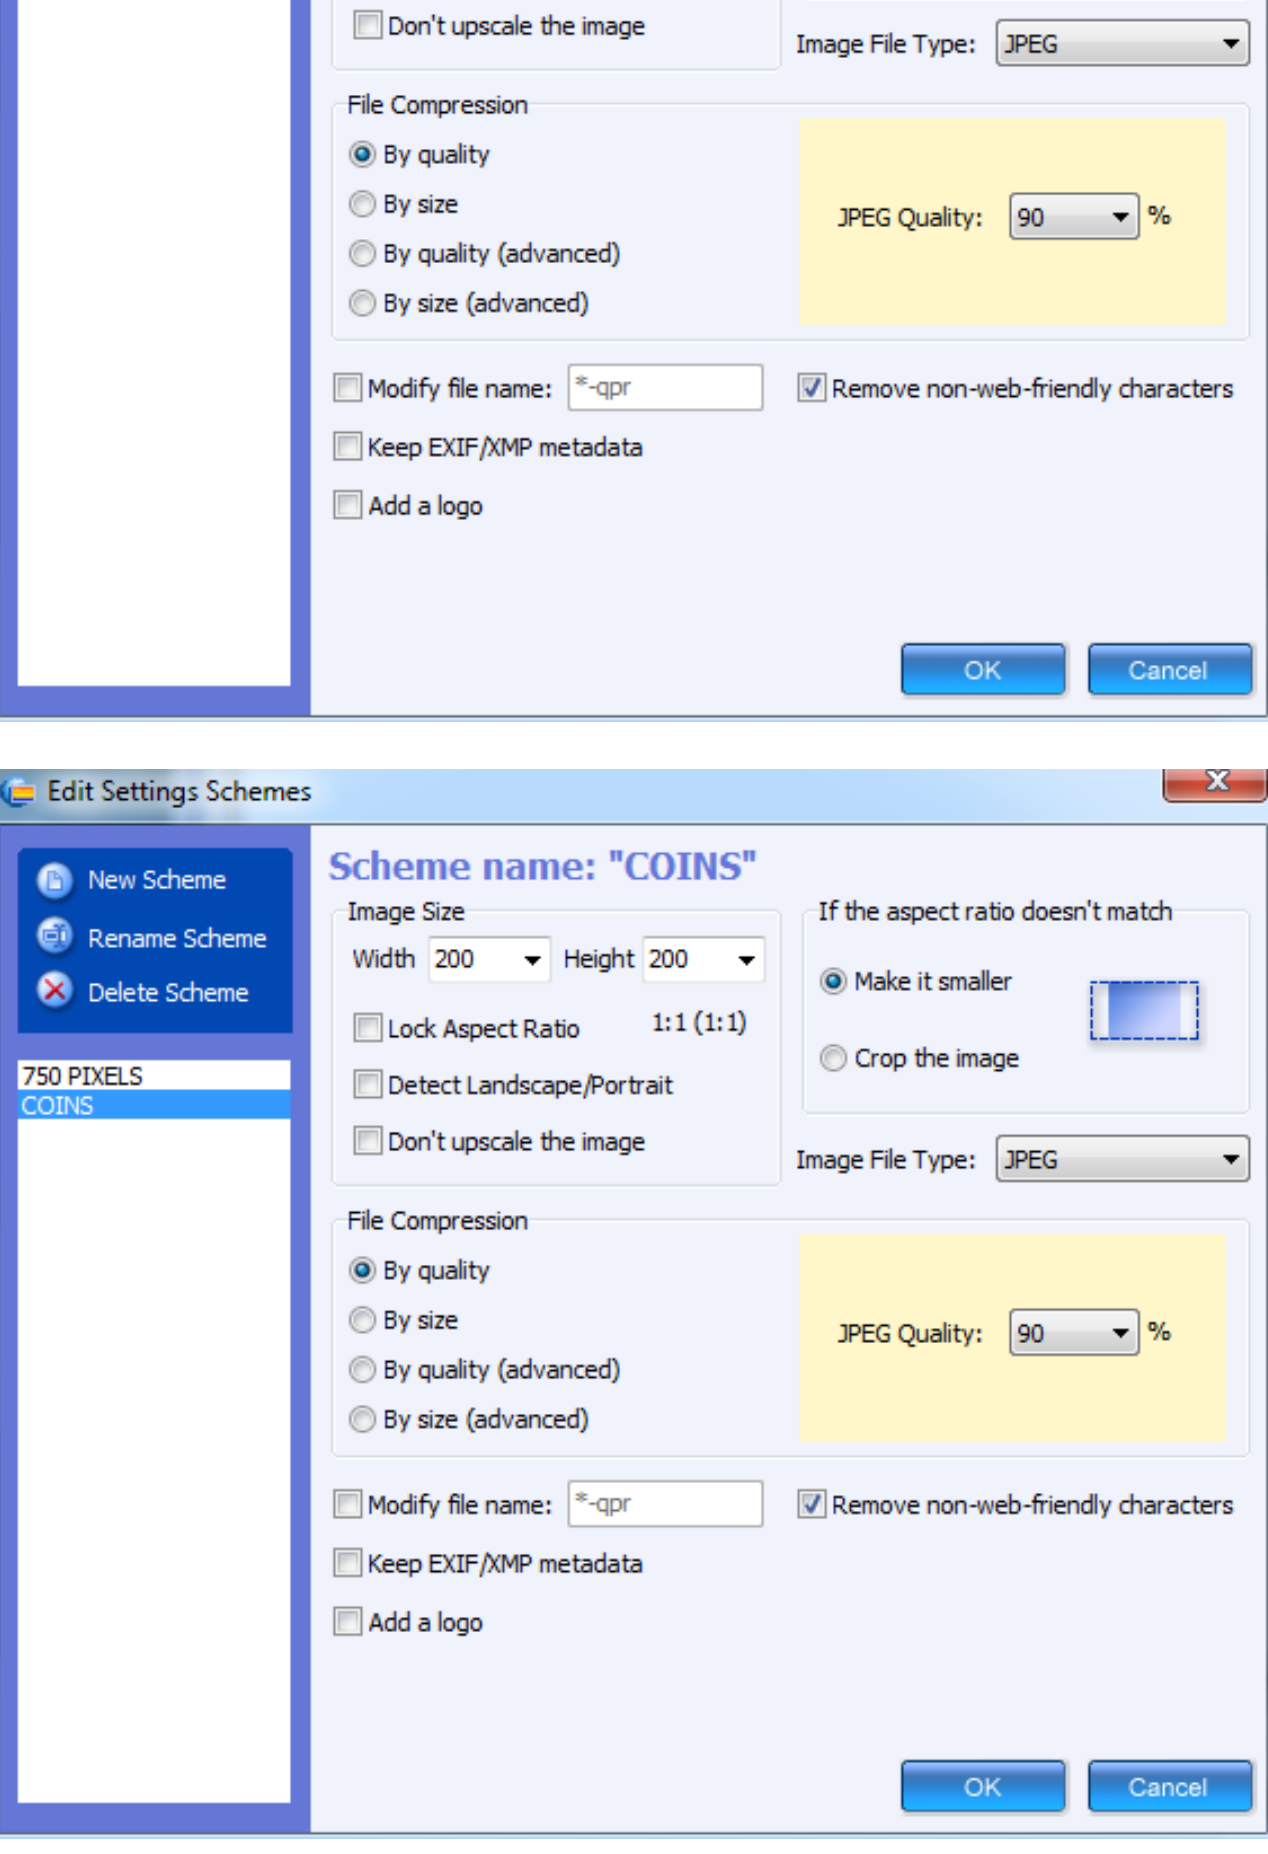 Don't upscale the image
Image File Type: JPEG
File Compression
By quality
By size
By quality (advanced)
By size (advanced)
JPEG Quality: 90 %
Modify file name: *-qpr
Remove non-web-friendly characters
Keep EXIF/XMP metadata
Add a logo
OK Cancel
Edit Settings Schemes
New Scheme
Rename Scheme
Delete Scheme
750 PIXELS
COINS
Scheme name: "COINS"
Image Size
Width 200 Height 200
Lock Aspect Ratio 1:1 (1:1)
Detect Landscape/Portrait
Don't upscale the image
If the aspect ratio doesn't match
Make it smaller
Crop the image
Image File Type: JPEG
File Compression
By quality
By size
By quality (advanced)
By size (advanced)
JPEG Quality: 90 %
Modify file name: *-qpr
Remove non-web-friendly characters
Keep EXIF/XMP metadata
Add a logo
OK Cancel